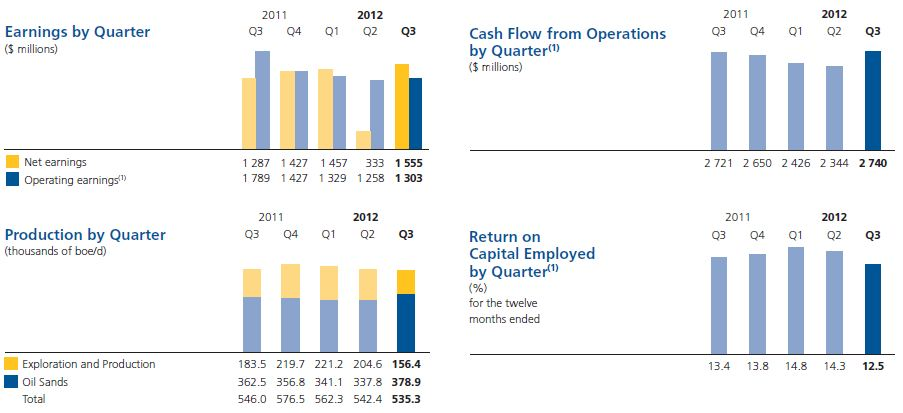 2011 2012
Earnings by Quarter Q3 Q4 Q1 Q2 Q3
($ millions)
Net earnings 1 287 1 427 1 457 333 1 555
Operating earnings(1) 1 789 1 427 1 329 1 258 1 303
2011 2012
Cash Flow from Operations Q3 Q4 Q1 Q2 Q3
by Quarter(1)
($ millions)
2 721 2 650 2 426 2 344 2 740
2011 2012
Production by Quarter Q3 Q4 Q1 Q2 Q3
(thousands of boe/d)
Exploration and Production 183.5 219.7 221.2 204.6 156.4
Oil Sands 362.5 356.8 341.1 337.8 378.9
Total 546.0 576.5 562.3 542.4 535.3
2011 2012
Return on Q3 Q4 Q1 Q2 Q3
Capital Employed
by Quarter(1)
(%)
for the twelve
months ended
13.4 13.8 14.8 14.3 12.5